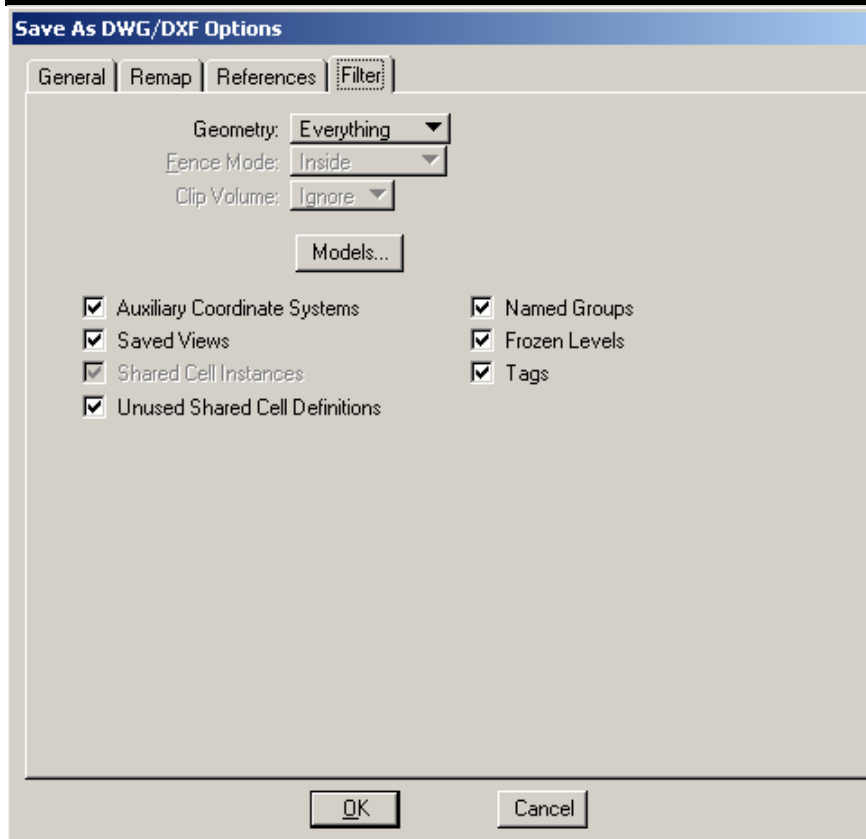 Save As DWG/DXF Options
General Remap References Filter
Geometry: Everything
Fence Mode: Inside
Clip Volume: Ignore
Models...
Auxiliary Coordinate Systems Named Groups
Saved Views Frozen Levels
Shared Cell Instances Tags
Unused Shared Cell Definitions
OK Cancel